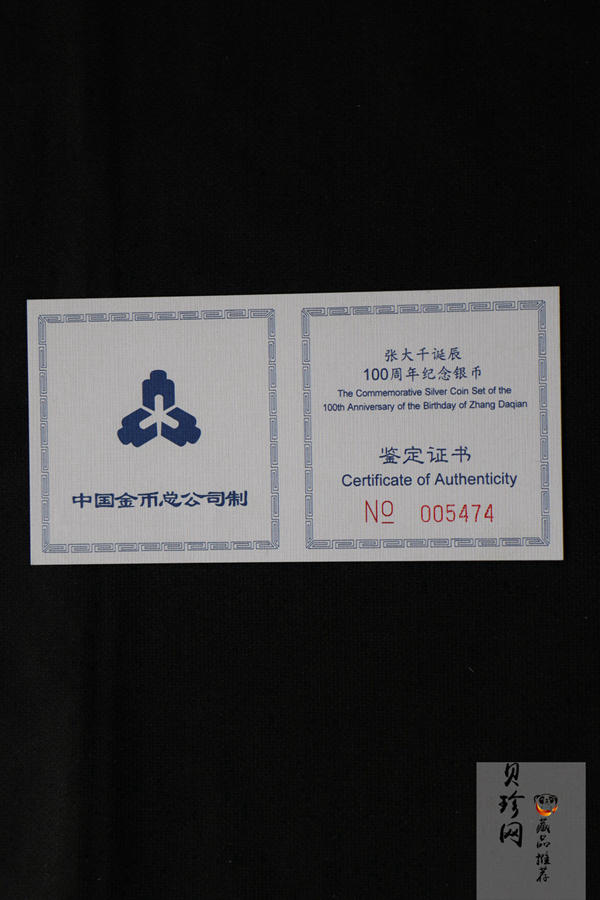 中国金币总公司制
张大千诞辰
100周年纪念银币
The Commemorative Silver Coin Set of the
100th Anniversary of the Birthday of Zhang Daqian
鉴定证书
Certificate of Authenticity
No 005474
贝珍网
藏品推荐